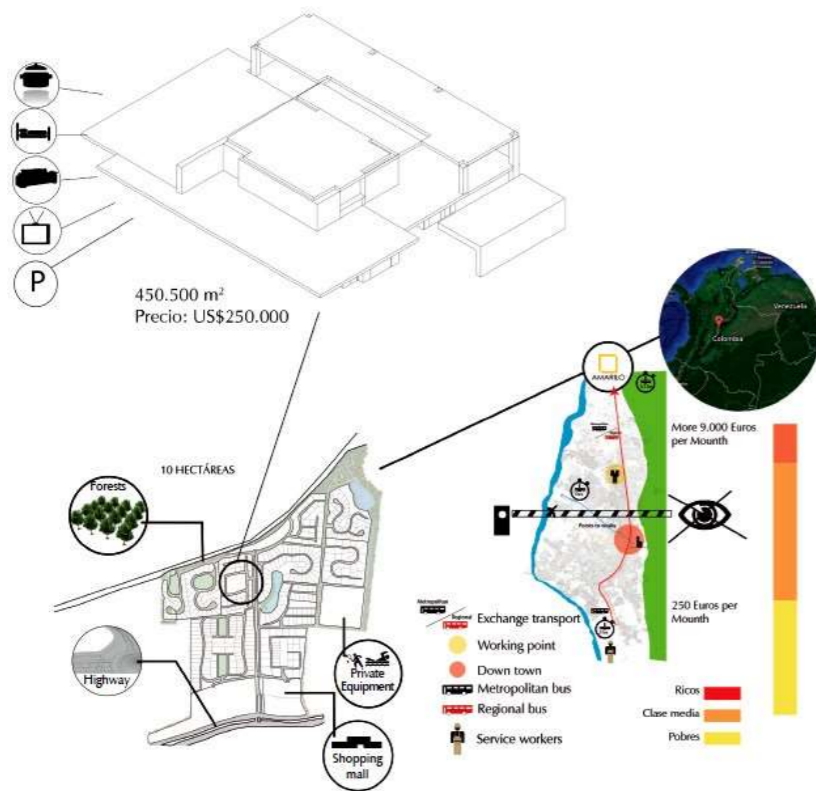 P
450.500 m²
Precio: US$250.000
Venezuela
Colombia
AMARILO
More 9.000 Euros
per Mounth
10 HECTÁREAS
Forests
250 Euros per
Mounth
Metropolitan
Regional
Exchange transport
Working point
Down town
Metropolitan bus
Regional bus
Service workers
Highway
Private
Equipment
Shopping
mall
Ricos
Clase media
Pobres